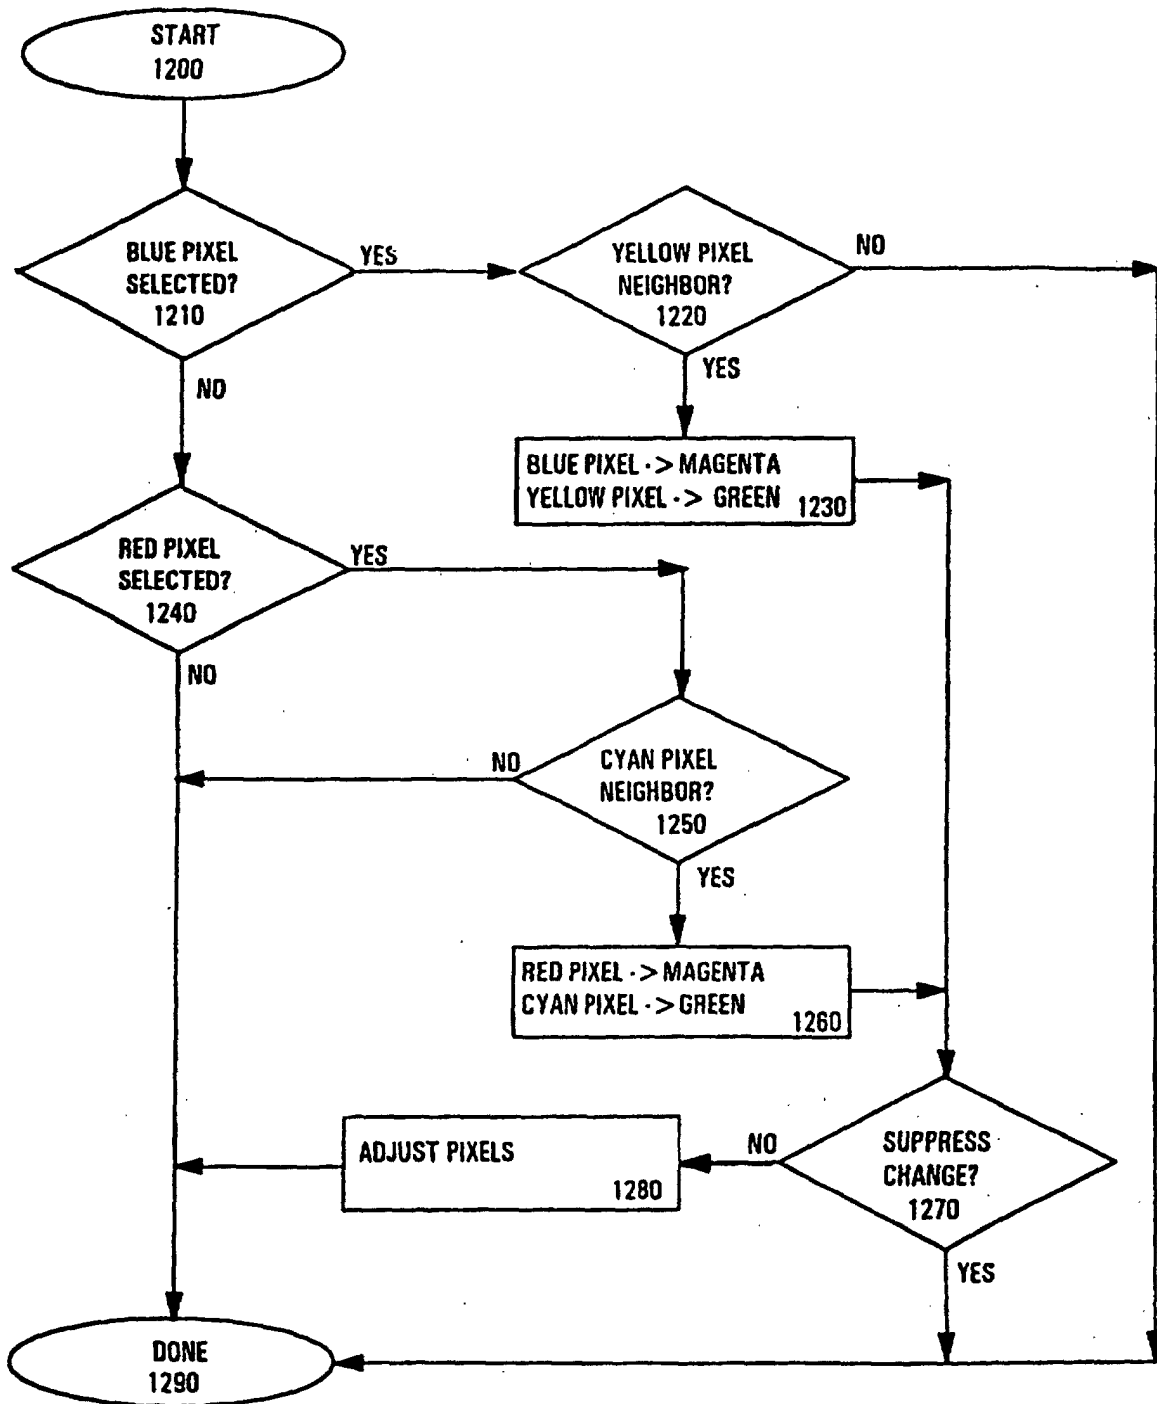 START
1200
BLUE PIXEL
SELECTED?
1210
YES
NO
YELLOW PIXEL
NEIGHBOR?
1220
NO
YES
BLUE PIXEL -> MAGENTA
YELLOW PIXEL -> GREEN
1230
RED PIXEL
SELECTED?
1240
YES
NO
CYAN PIXEL
NEIGHBOR?
1250
NO
YES
RED PIXEL -> MAGENTA
CYAN PIXEL -> GREEN
1260
SUPPRESS
CHANGE?
1270
NO
YES
ADJUST PIXELS
1280
DONE
1290